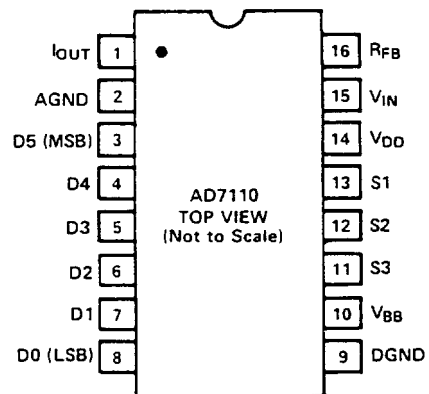 IOUT 1
AGND 2
D5 (MSB) 3
D4 4
D3 5
D2 6
D1 7
D0 (LSB) 8
AD7110
TOP VIEW
(Not to Scale)
16 RFB
15 VIN
14 VDD
13 S1
12 S2
11 S3
10 VBB
9 DGND